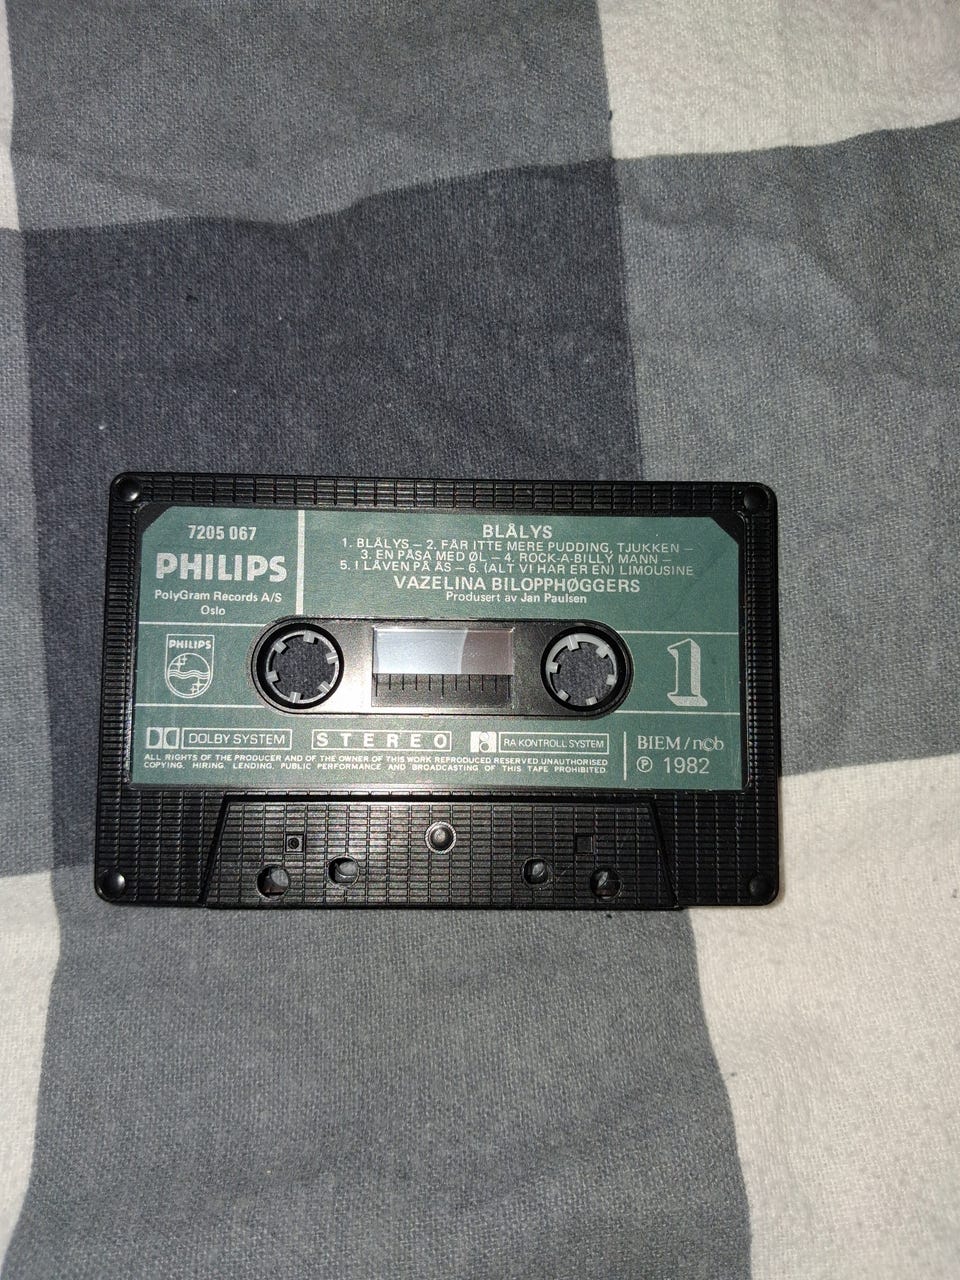 7205 067
PHILIPS
PolyGram Records A/S
Oslo
BLÅLYS
1. BLÅLYS – 2. FÅR ITTE MERE PUDDING, TJUKKEN –
3. EN PÅSA MED ØL – 4. ROCK-A-BILLY MANN –
5. I LÅVEN PÅ ÅS – 6. (ALT VI HAR ER EN) LIMOUSINE
VAZELINA BILOPPHØGGERS
Produsert av Jan Paulsen
PHILIPS
1
DOLBY SYSTEM
STEREO
RA KONTROLL SYSTEM
BIEM/n©b
ALL RIGHTS OF THE PRODUCER AND OF THE OWNER OF THIS WORK REPRODUCED RESERVED UNAUTHORISED
COPYING, HIRING, LENDING, PUBLIC PERFORMANCE AND BROADCASTING OF THIS TAPE PROHIBITED.
℗ 1982